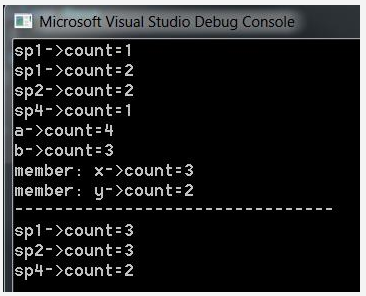 Microsoft Visual Studio Debug Console
sp1->count=1
sp1->count=2
sp2->count=2
sp4->count=1
a->count=4
b->count=3
member: x->count=3
member: y->count=2
--------------------------------
sp1->count=3
sp2->count=3
sp4->count=2